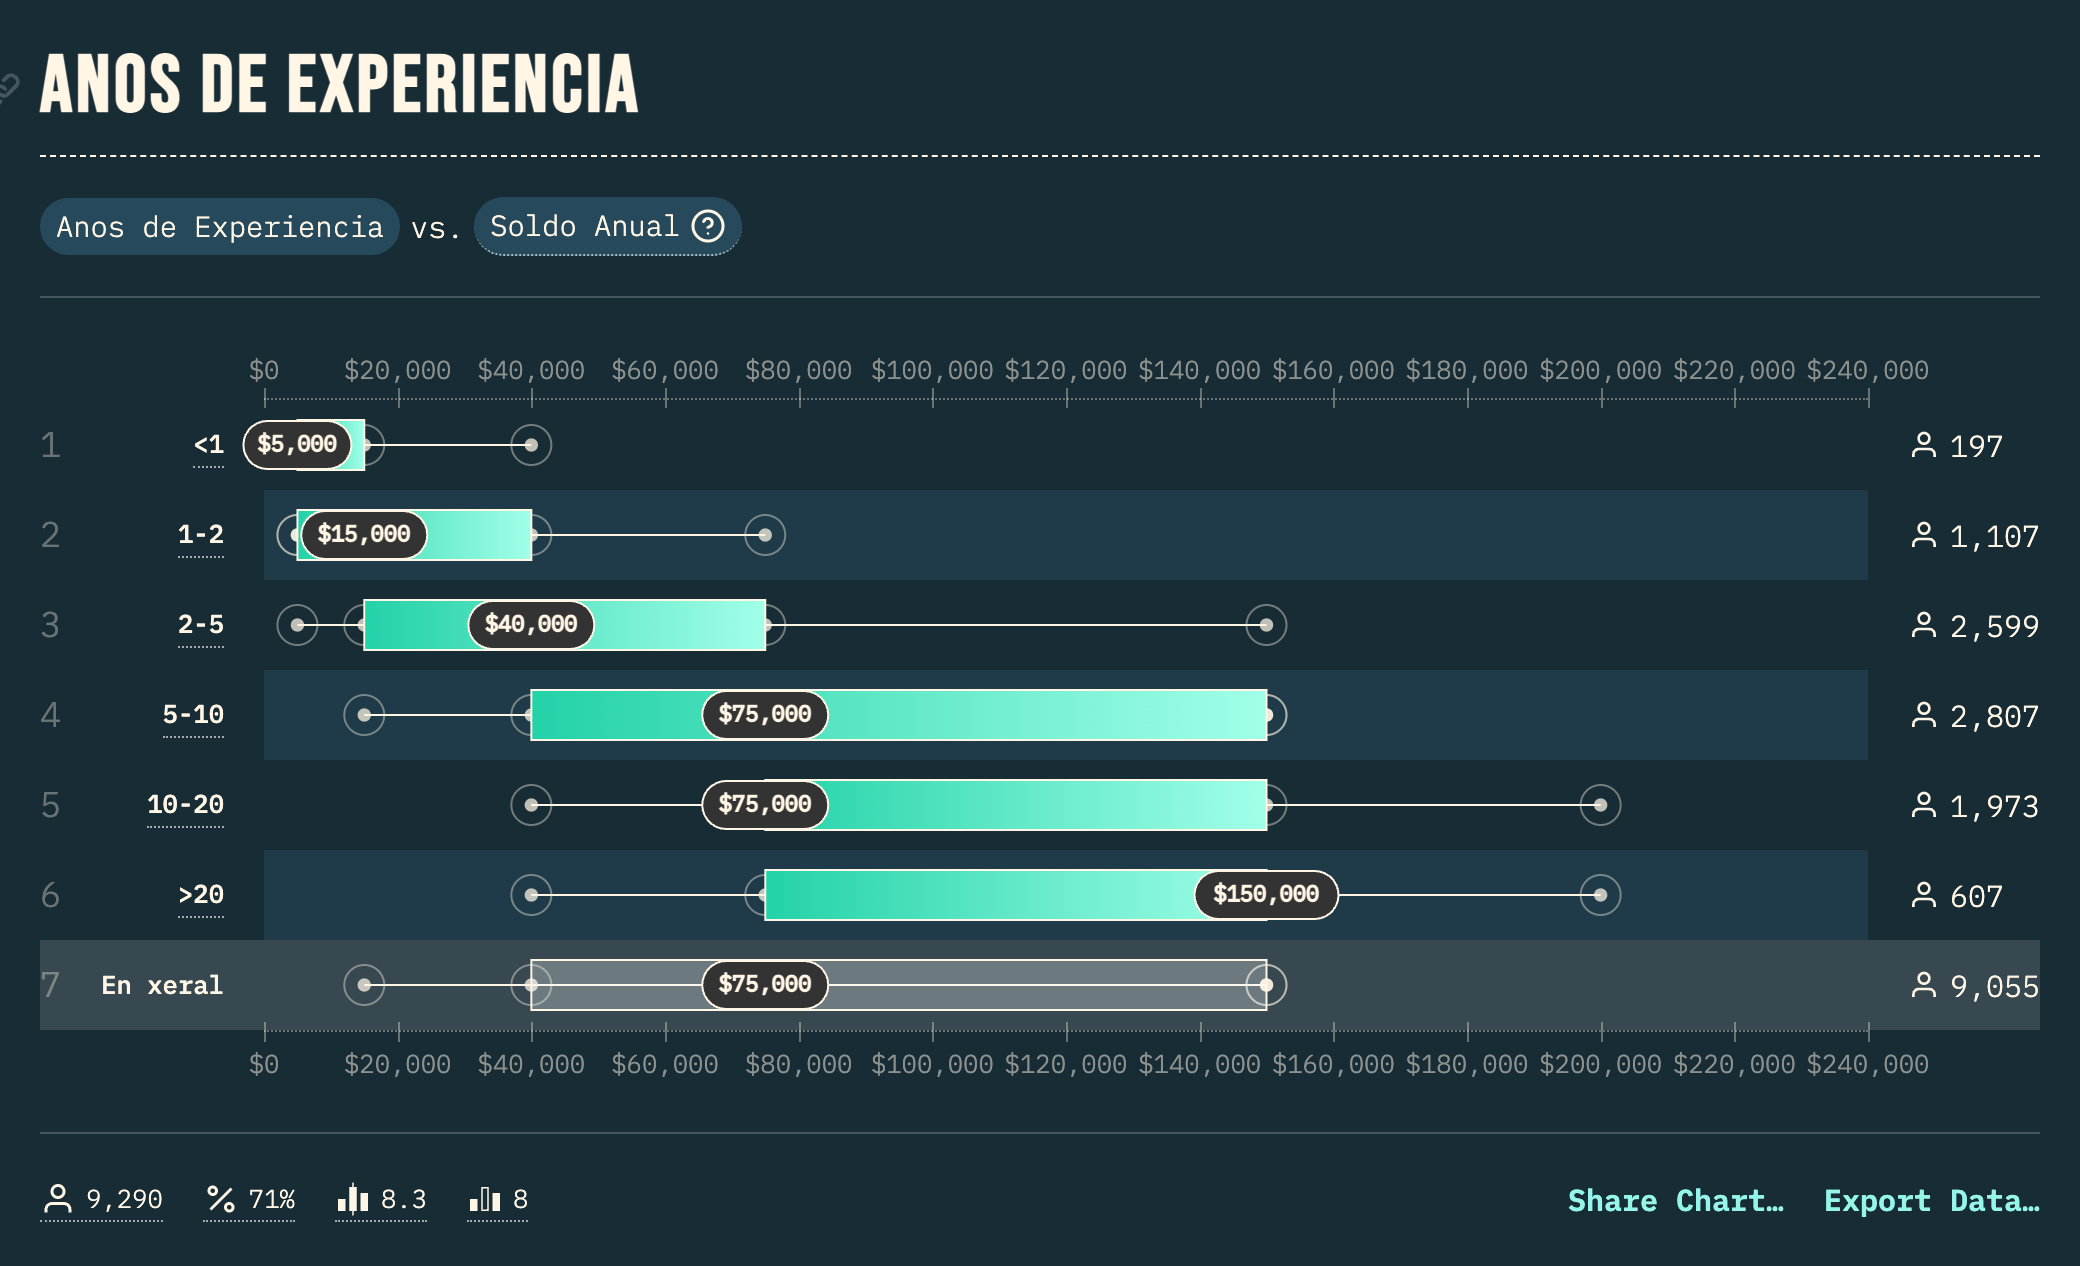 ANOS DE EXPERIENCIA
Anos de Experiencia vs. Soldo Anual ?
$0 $20,000 $40,000 $60,000 $80,000 $100,000 $120,000 $140,000 $160,000 $180,000 $200,000 $220,000 $240,000
1 <1 $5,000 197
2 1-2 $15,000 1,107
3 2-5 $40,000 2,599
4 5-10 $75,000 2,807
5 10-20 $75,000 1,973
6 >20 $150,000 607
7 En xeral $75,000 9,055
$0 $20,000 $40,000 $60,000 $80,000 $100,000 $120,000 $140,000 $160,000 $180,000 $200,000 $220,000 $240,000
9,290 71% 8.3 8 Share Chart… Export Data…